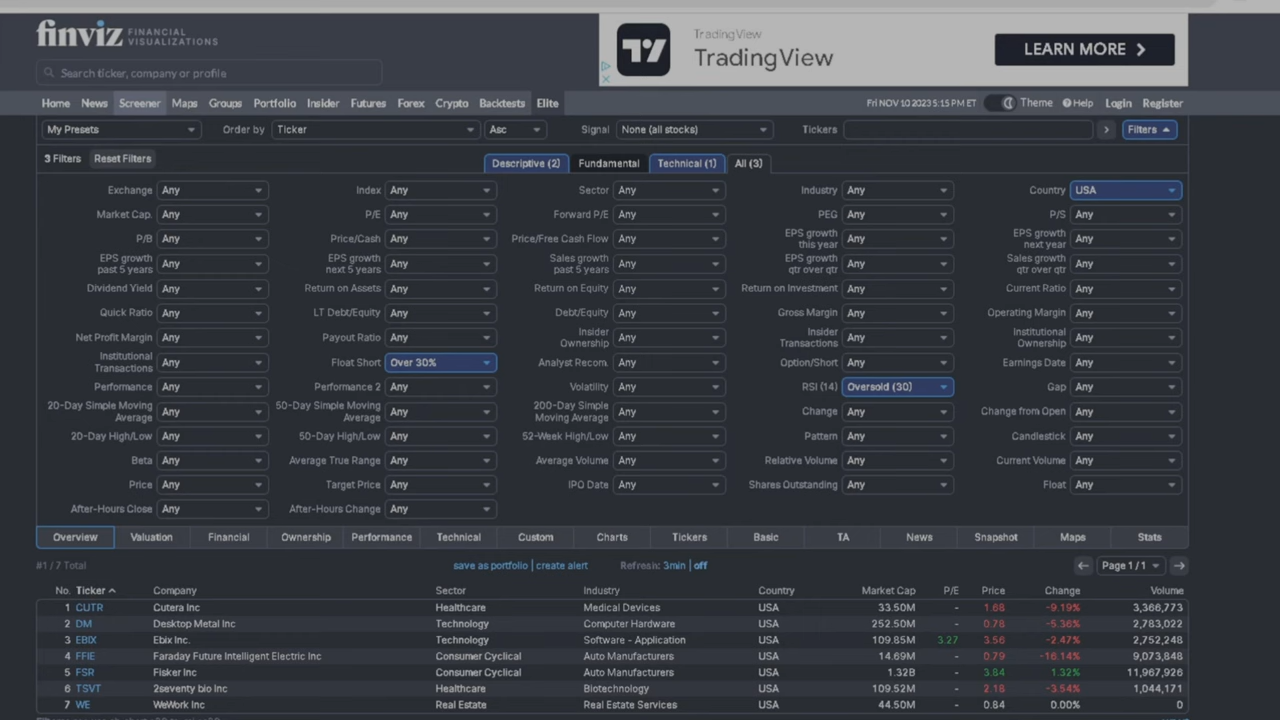 finviz FINANCIAL VISUALIZATIONS
TradingView
TradingView
LEARN MORE
Search ticker, company or profile
Home News Screener Maps Groups Portfolio Insider Futures Forex Crypto Backtests Elite Fri NOV 10 2023 5:15 PM ET Theme Help Login Register
My Presets Order by Ticker Asc Signal None (all stocks) Tickers Filters
3 Filters Reset Filters Descriptive (2) Fundamental Technical (1) All (3)
Exchange Any Index Any Sector Any Industry Any Country USA
Market Cap. Any P/E Any Forward P/E Any PEG Any P/S Any
P/B Any Price/Cash Any Price/Free Cash Flow Any EPS growth this year Any EPS growth next year Any
EPS growth past 5 years Any EPS growth next 5 years Any Sales growth past 5 years Any EPS growth qtr over qtr Any Sales growth qtr over qtr Any
Dividend Yield Any Return on Assets Any Return on Equity Any Return on Investment Any Current Ratio Any
Quick Ratio Any LT Debt/Equity Any Debt/Equity Any Gross Margin Any Operating Margin Any
Net Profit Margin Any Payout Ratio Any Insider Ownership Any Insider Transactions Any Institutional Ownership Any
Institutional Transactions Any Float Short Over 30% Analyst Recom. Any Option/Short Any Earnings Date Any
Performance Any Performance 2 Any Volatility Any RSI (14) Oversold (30) Gap Any
20-Day Simple Moving Average Any 50-Day Simple Moving Average Any 200-Day Simple Moving Average Any Change Any Change from Open Any
20-Day High/Low Any 50-Day High/Low Any 52-Week High/Low Any Pattern Any Candlestick Any
Beta Any Average True Range Any Average Volume Any Relative Volume Any Current Volume Any
Price Any Target Price Any IPO Date Any Shares Outstanding Any Float Any
After-Hours Close Any After-Hours Change Any
Overview Valuation Financial Ownership Performance Technical Custom Charts Tickers Basic TA News Snapshot Maps Stats
#1 / 7 Total save as portfolio | create alert Refresh: 3min | off Page 1 / 1
No. Ticker Company Sector Industry Country Market Cap P/E Price Change Volume
1 CUTR Cutera Inc Healthcare Medical Devices USA 33.50M - 1.68 -9.19% 3,366,773
2 DM Desktop Metal Inc Technology Computer Hardware USA 252.50M - 0.78 -5.36% 2,783,022
3 EBIX Ebix Inc. Technology Software - Application USA 109.85M 3.27 3.56 -2.47% 2,752,248
4 FFIE Faraday Future Intelligent Electric Inc Consumer Cyclical Auto Manufacturers USA 14.69M - 0.79 -16.14% 9,073,848
5 FSR Fisker Inc Consumer Cyclical Auto Manufacturers USA 1.32B - 3.84 1.32% 11,967,926
6 TSVT 2seventy bio Inc Healthcare Biotechnology USA 109.52M - 2.18 -3.54% 1,044,171
7 WE WeWork Inc Real Estate Real Estate Services USA 44.50M - 0.84 0.00% 0